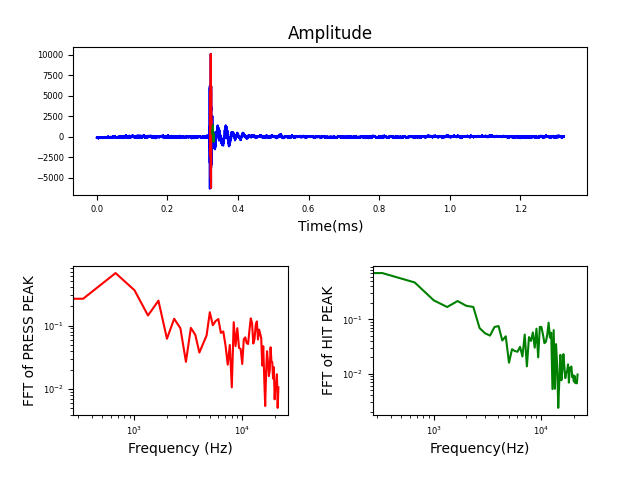 Amplitude
10000
7500
5000
2500
0
−2500
−5000
0.0 0.2 0.4 0.6 0.8 1.0 1.2
Time(ms)
FFT of PRESS PEAK
10⁻¹
10⁻²
10³ 10⁴
Frequency (Hz)
FFT of HIT PEAK
10⁻¹
10⁻²
10³ 10⁴
Frequency(Hz)